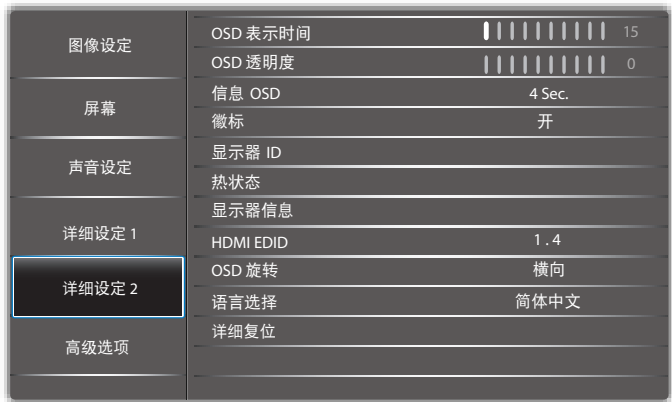 图像设定
屏幕
声音设定
详细设定 1
详细设定 2
高级选项
OSD 表示时间 15
OSD 透明度 0
信息 OSD 4 Sec.
徽标 开
显示器 ID
热状态
显示器信息
HDMI EDID 1 . 4
OSD 旋转 横向
语言选择 简体中文
详细复位